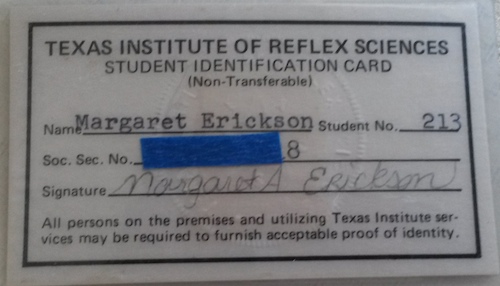 TEXAS INSTITUTE OF REFLEX SCIENCES
STUDENT IDENTIFICATION CARD
(Non-Transferable)
Name Margaret Erickson Student No. 213
Soc. Sec. No. 8
Signature Margaret A Erickson
All persons on the premises and utilizing Texas Institute ser-
vices may be required to furnish acceptable proof of identity.